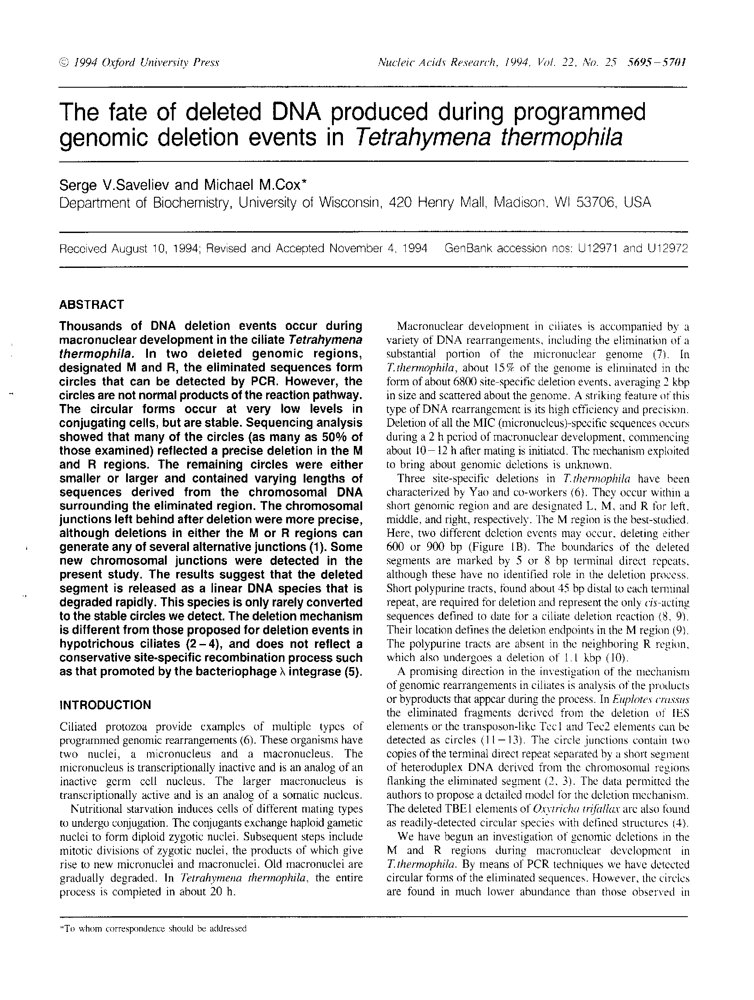 © 1994 Oxford University Press
Nucleic Acids Research, 1994, Vol. 22, No. 25 5695–5701
The fate of deleted DNA produced during programmed
genomic deletion events in Tetrahymena thermophila
Serge V.Saveliev and Michael M.Cox*
Department of Biochemistry, University of Wisconsin, 420 Henry Mall, Madison, WI 53706, USA
Received August 10, 1994; Revised and Accepted November 4, 1994
GenBank accession nos: U12971 and U12972
ABSTRACT
Thousands of DNA deletion events occur during
macronuclear development in the ciliate Tetrahymena
thermophila. In two deleted genomic regions,
designated M and R, the eliminated sequences form
circles that can be detected by PCR. However, the
circles are not normal products of the reaction pathway.
The circular forms occur at very low levels in
conjugating cells, but are stable. Sequencing analysis
showed that many of the circles (as many as 50% of
those examined) reflected a precise deletion in the M
and R regions. The remaining circles were either
smaller or larger and contained varying lengths of
sequences derived from the chromosomal DNA
surrounding the eliminated region. The chromosomal
junctions left behind after deletion were more precise,
although deletions in either the M or R regions can
generate any of several alternative junctions (1). Some
new chromosomal junctions were detected in the
present study. The results suggest that the deleted
segment is released as a linear DNA species that is
degraded rapidly. This species is only rarely converted
to the stable circles we detect. The deletion mechanism
is different from those proposed for deletion events in
hypotrichous ciliates (2–4), and does not reflect a
conservative site-specific recombination process such
as that promoted by the bacteriophage λ integrase (5).
INTRODUCTION
Ciliated protozoa provide examples of multiple types of
programmed genomic rearrangements (6). These organisms have
two nuclei, a micronucleus and a macronucleus. The
micronucleus is transcriptionally inactive and is an analog of an
inactive germ cell nucleus. The larger macronucleus is
transcriptionally active and is an analog of a somatic nucleus.
Nutritional starvation induces cells of different mating types
to undergo conjugation. The conjugants exchange haploid gametic
nuclei to form diploid zygotic nuclei. Subsequent steps include
mitotic divisions of zygotic nuclei, the products of which give
rise to new micronuclei and macronuclei. Old macronuclei are
gradually degraded. In Tetrahymena thermophila, the entire
process is completed in about 20 h.
Macronuclear development in ciliates is accompanied by a
variety of DNA rearrangements, including the elimination of a
substantial portion of the micronuclear genome (7). In
T.thermophila, about 15% of the genome is eliminated in the
form of about 6800 site-specific deletion events, averaging 2 kbp
in size and scattered about the genome. A striking feature of this
type of DNA rearrangement is its high efficiency and precision.
Deletion of all the MIC (micronucleus)-specific sequences occurs
during a 2 h period of macronuclear development, commencing
about 10–12 h after mating is initiated. The mechanism exploited
to bring about genomic deletions is unknown.
Three site-specific deletions in T.thermophila have been
characterized by Yao and co-workers (6). They occur within a
short genomic region and are designated L, M, and R for left,
middle, and right, respectively. The M region is the best-studied.
Here, two different deletion events may occur, deleting either
600 or 900 bp (Figure 1B). The boundaries of the deleted
segments are marked by 5 or 8 bp terminal direct repeats,
although these have no identified role in the deletion process.
Short polypurine tracts, found about 45 bp distal to each terminal
repeat, are required for deletion and represent the only cis-acting
sequences defined to date for a ciliate deletion reaction (8, 9).
Their location defines the deletion endpoints in the M region (9).
The polypurine tracts are absent in the neighboring R region,
which also undergoes a deletion of 1.1 kbp (10).
A promising direction in the investigation of the mechanism
of genomic rearrangements in ciliates is analysis of the products
or byproducts that appear during the process. In Euplotes crassus
the eliminated fragments derived from the deletion of IES
elements or the transposon-like Tec1 and Tec2 elements can be
detected as circles (11–13). The circle junctions contain two
copies of the terminal direct repeat separated by a short segment
of heteroduplex DNA derived from the chromosomal regions
flanking the eliminated segment (2, 3). The data permitted the
authors to propose a detailed model for the deletion mechanism.
The deleted TBE1 elements of Oxytricha trifallax are also found
as readily-detected circular species with defined structures (4).
We have begun an investigation of genomic deletions in the
M and R regions during macronuclear development in
T.thermophila. By means of PCR techniques we have detected
circular forms of the eliminated sequences. However, the circles
are found in much lower abundance than those observed in
*To whom correspondence should be addressed